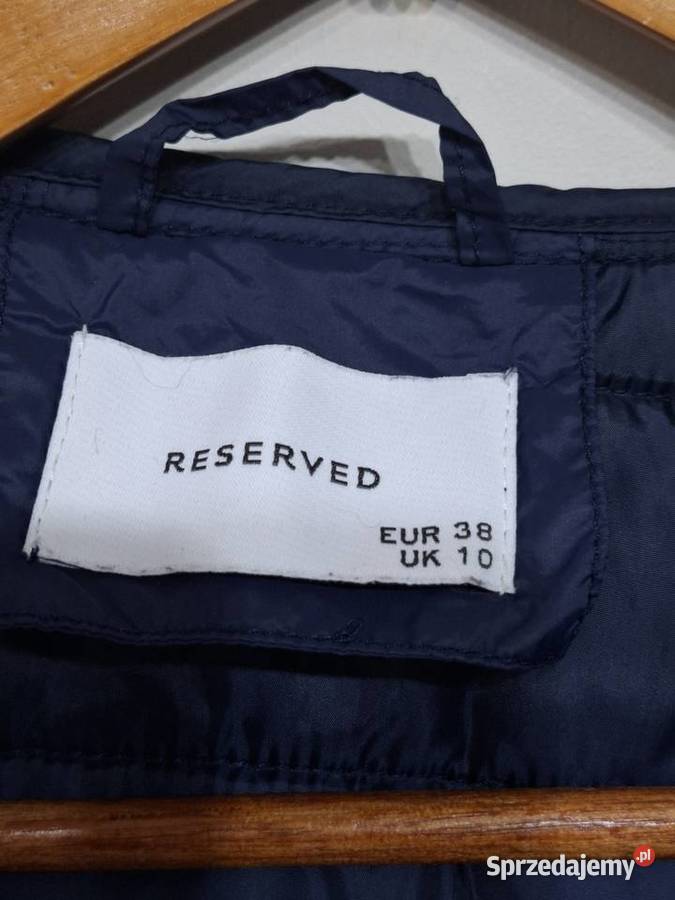 RESERVED
EUR 38
UK 10
Sprzedajemy.pl